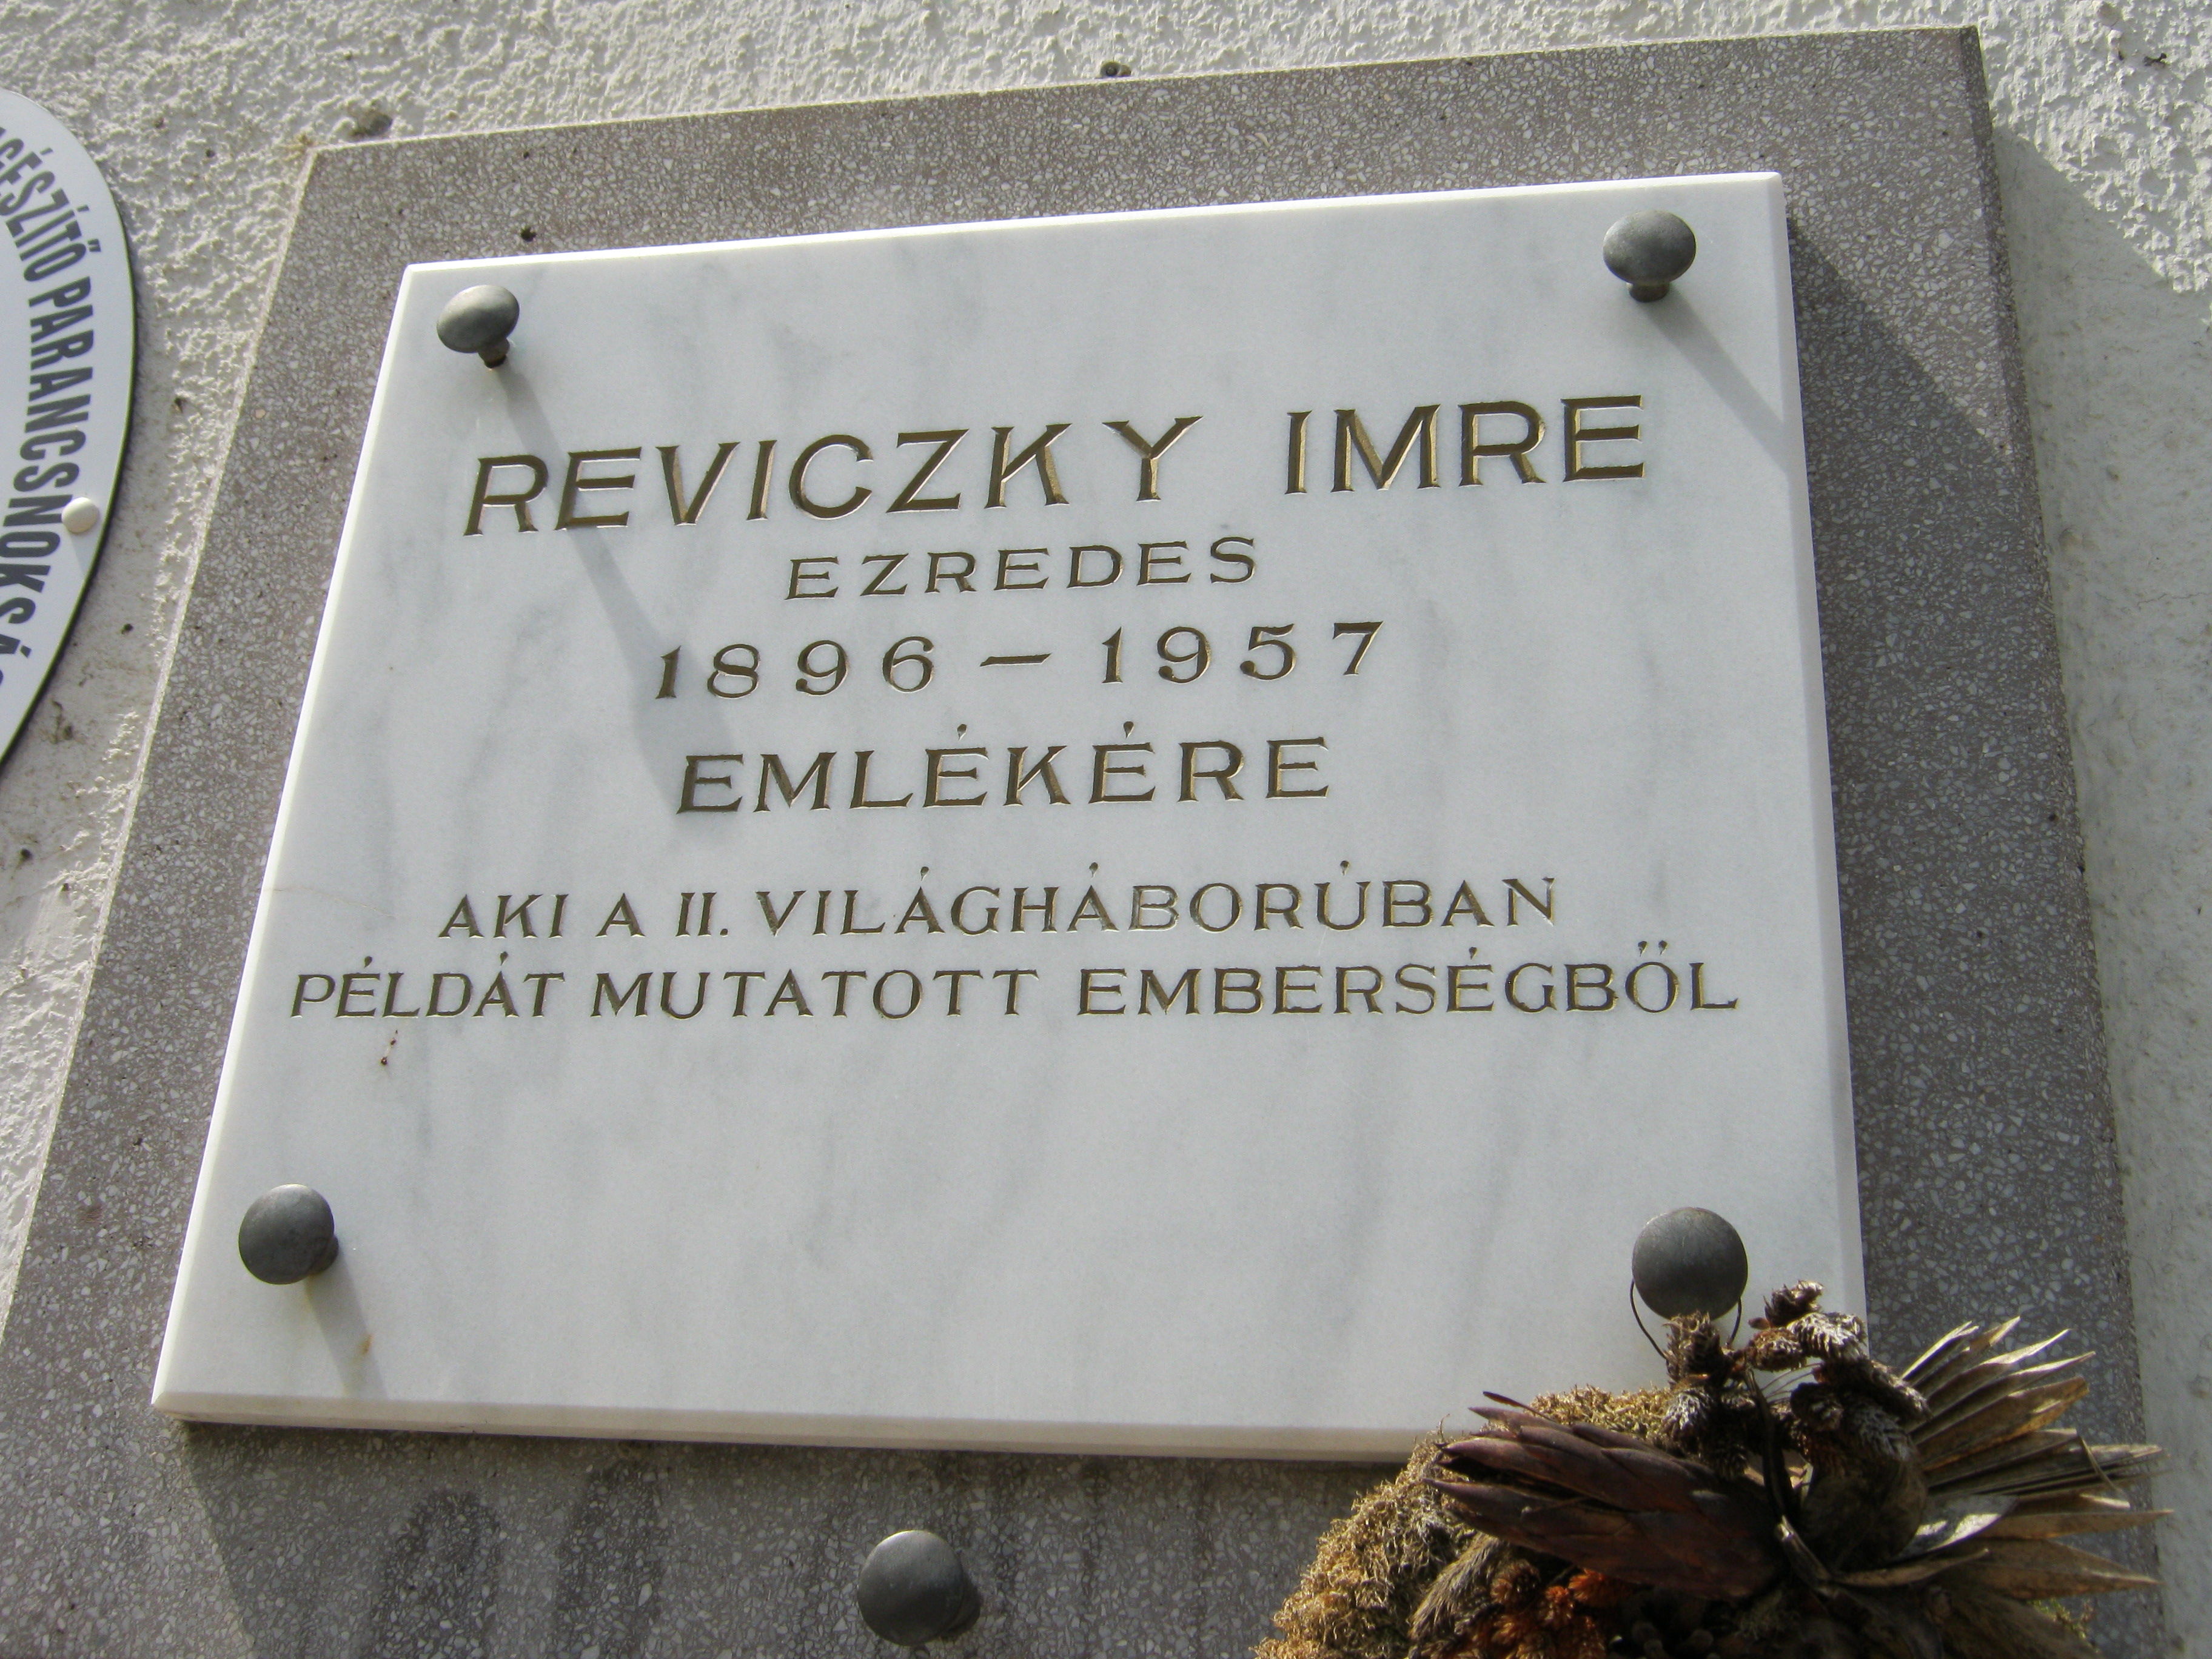 REVICZKY IMRE
EZREDES
1896 – 1957
EMLÉKÉRE
AKI A II. VILÁGHÁBORÚBAN
PÉLDÁT MUTATOTT EMBERSÉGBŐL